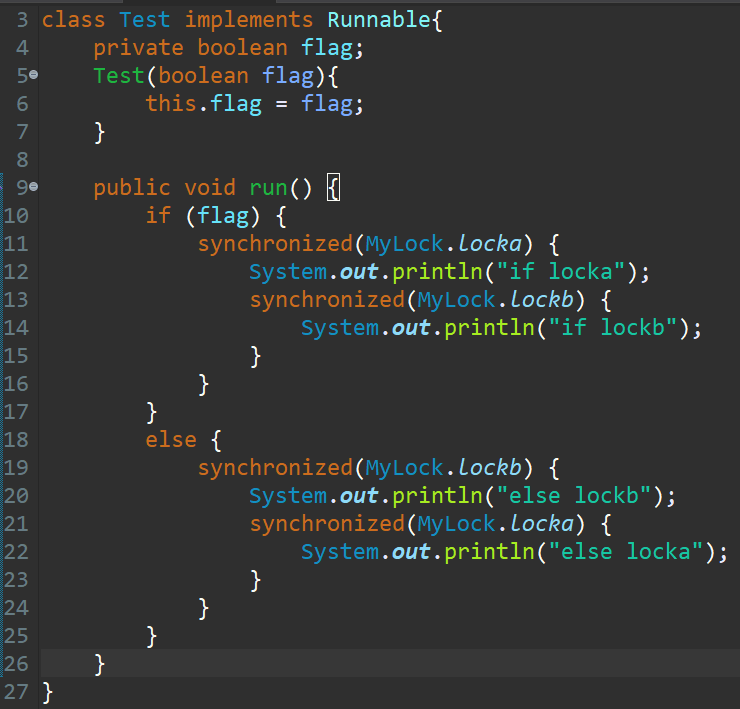 3 class Test implements Runnable{
4     private boolean flag;
5     Test(boolean flag){
6         this.flag = flag;
7     }
8
9     public void run() {
10         if (flag) {
11             synchronized(MyLock.locka) {
12                 System.out.println("if locka");
13                 synchronized(MyLock.lockb) {
14                     System.out.println("if lockb");
15                 }
16             }
17         }
18         else {
19             synchronized(MyLock.lockb) {
20                 System.out.println("else lockb");
21                 synchronized(MyLock.locka) {
22                     System.out.println("else locka");
23                 }
24             }
25         }
26     }
27 }